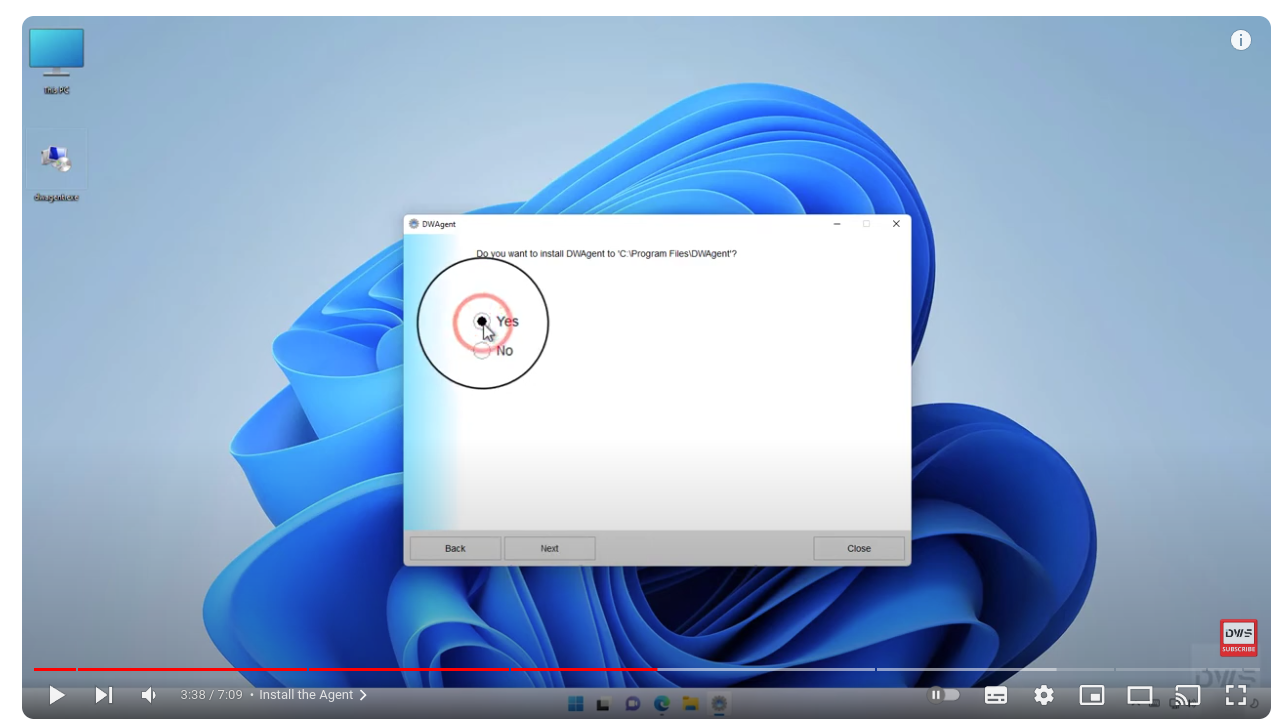 This PC
dwagent.exe
DWAgent
Do you want to install DWAgent to 'C:\Program Files\DWAgent'?
Yes
No
Back
Next
Close
DWS
SUBSCRIBE
DWS
3:38 / 7:09 • Install the Agent